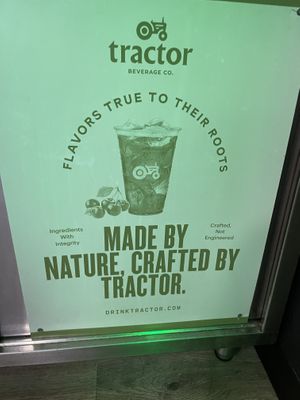 tractor
BEVERAGE CO.
FLAVORS TRUE TO THEIR ROOTS
Ingredients
With
Integrity
Crafted,
Not
Engineered
MADE BY
NATURE, CRAFTED BY
TRACTOR.
DRINKTRACTOR.COM